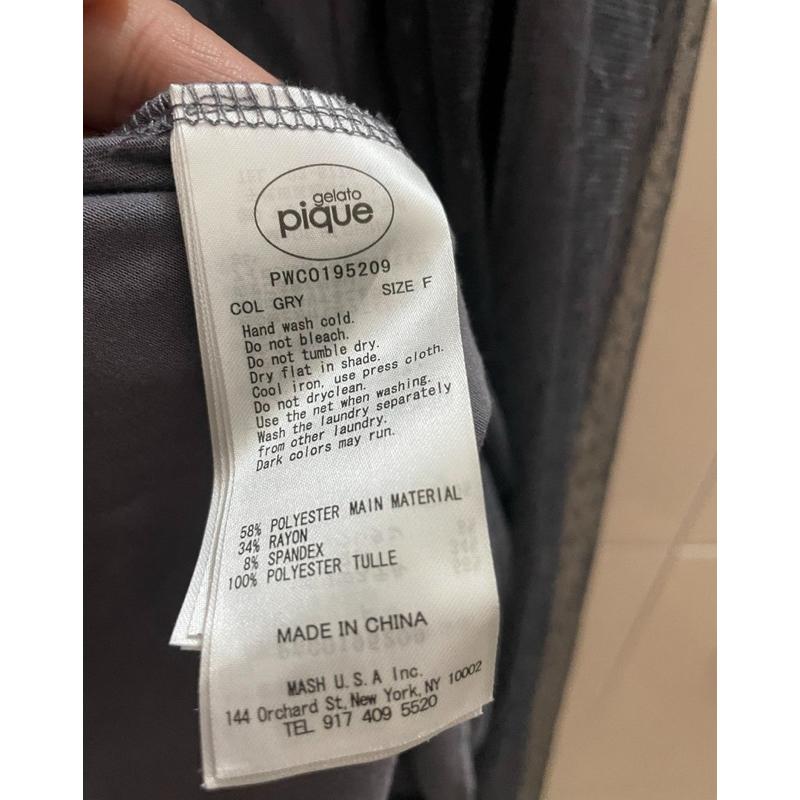 gelato
pique
PWCO195209
COL GRY SIZE F
Hand wash cold.
Do not bleach.
Do not tumble dry.
Dry flat in shade.
Cool iron, use press cloth.
Do not dryclean.
Use the net when washing.
Wash the laundry separately
from other laundry.
Dark colors may run.
58% POLYESTER MAIN MATERIAL
34% RAYON
8% SPANDEX
100% POLYESTER TULLE
MADE IN CHINA
MASH U.S.A Inc.
144 Orchard St, New York, NY 10002
TEL 917 409 5520